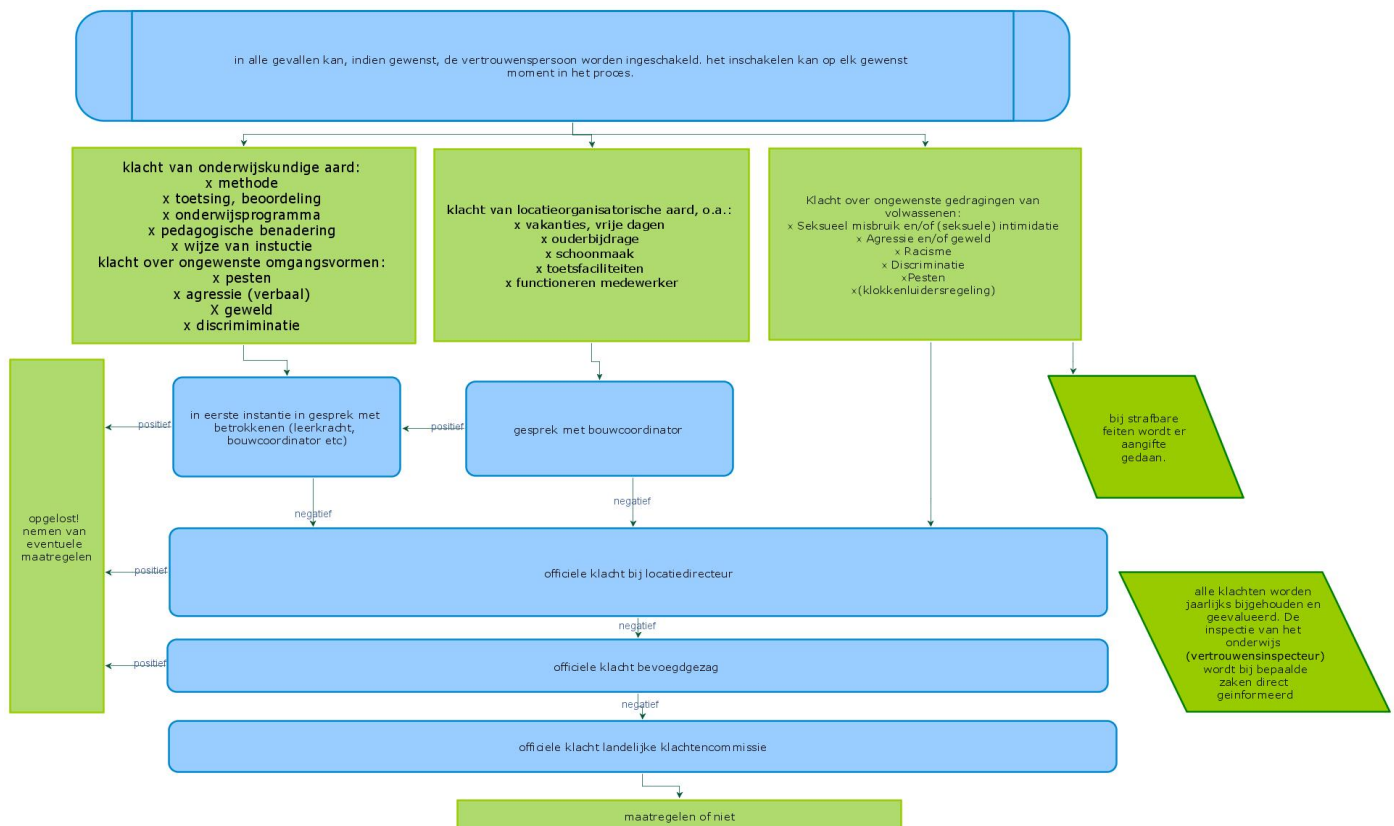 in alle gevallen kan, indien gewenst, de vertrouwenspersoon worden ingeschakeld. het inschakelen kan op elk gewenst
moment in het proces.
klacht van onderwijskundige aard:
x methode
x toetsing, beoordeling
x onderwijsprogramma
x pedagogische benadering
x wijze van instuctie
klacht over ongewenste omgangsvormen:
x pesten
x agressie (verbaal)
X geweld
x discrimiminatie
klacht van locatieorganisatorische aard, o.a.:
x vakanties, vrije dagen
x ouderbijdrage
x schoonmaak
x toetsfaciliteiten
x functioneren medewerker
Klacht over ongewenste gedragingen van
volwassenen:
x Seksueel misbruik en/of (seksuele) intimidatie
x Agressie en/of geweld
x Racisme
x Discriminatie
xPesten
x(klokkenluidersregeling)
in eerste instantie in gesprek met
betrokkenen (leerkracht,
bouwcoordinator etc)
gesprek met bouwcoordinator
positief
positief
bij strafbare
feiten wordt er
aangifte
gedaan.
negatief
negatief
opgelost!
nemen van
eventuele
maatregelen
positief
officiele klacht bij locatiedirecteur
alle klachten worden
jaarlijks bijgehouden en
geevalueerd. De
inspectie van het
onderwijs
(vertrouwensinspecteur)
wordt bij bepaalde
zaken direct
geinformeerd
negatief
positief
officiele klacht bevoegdgezag
negatief
officiele klacht landelijke klachtencommissie
maatregelen of niet